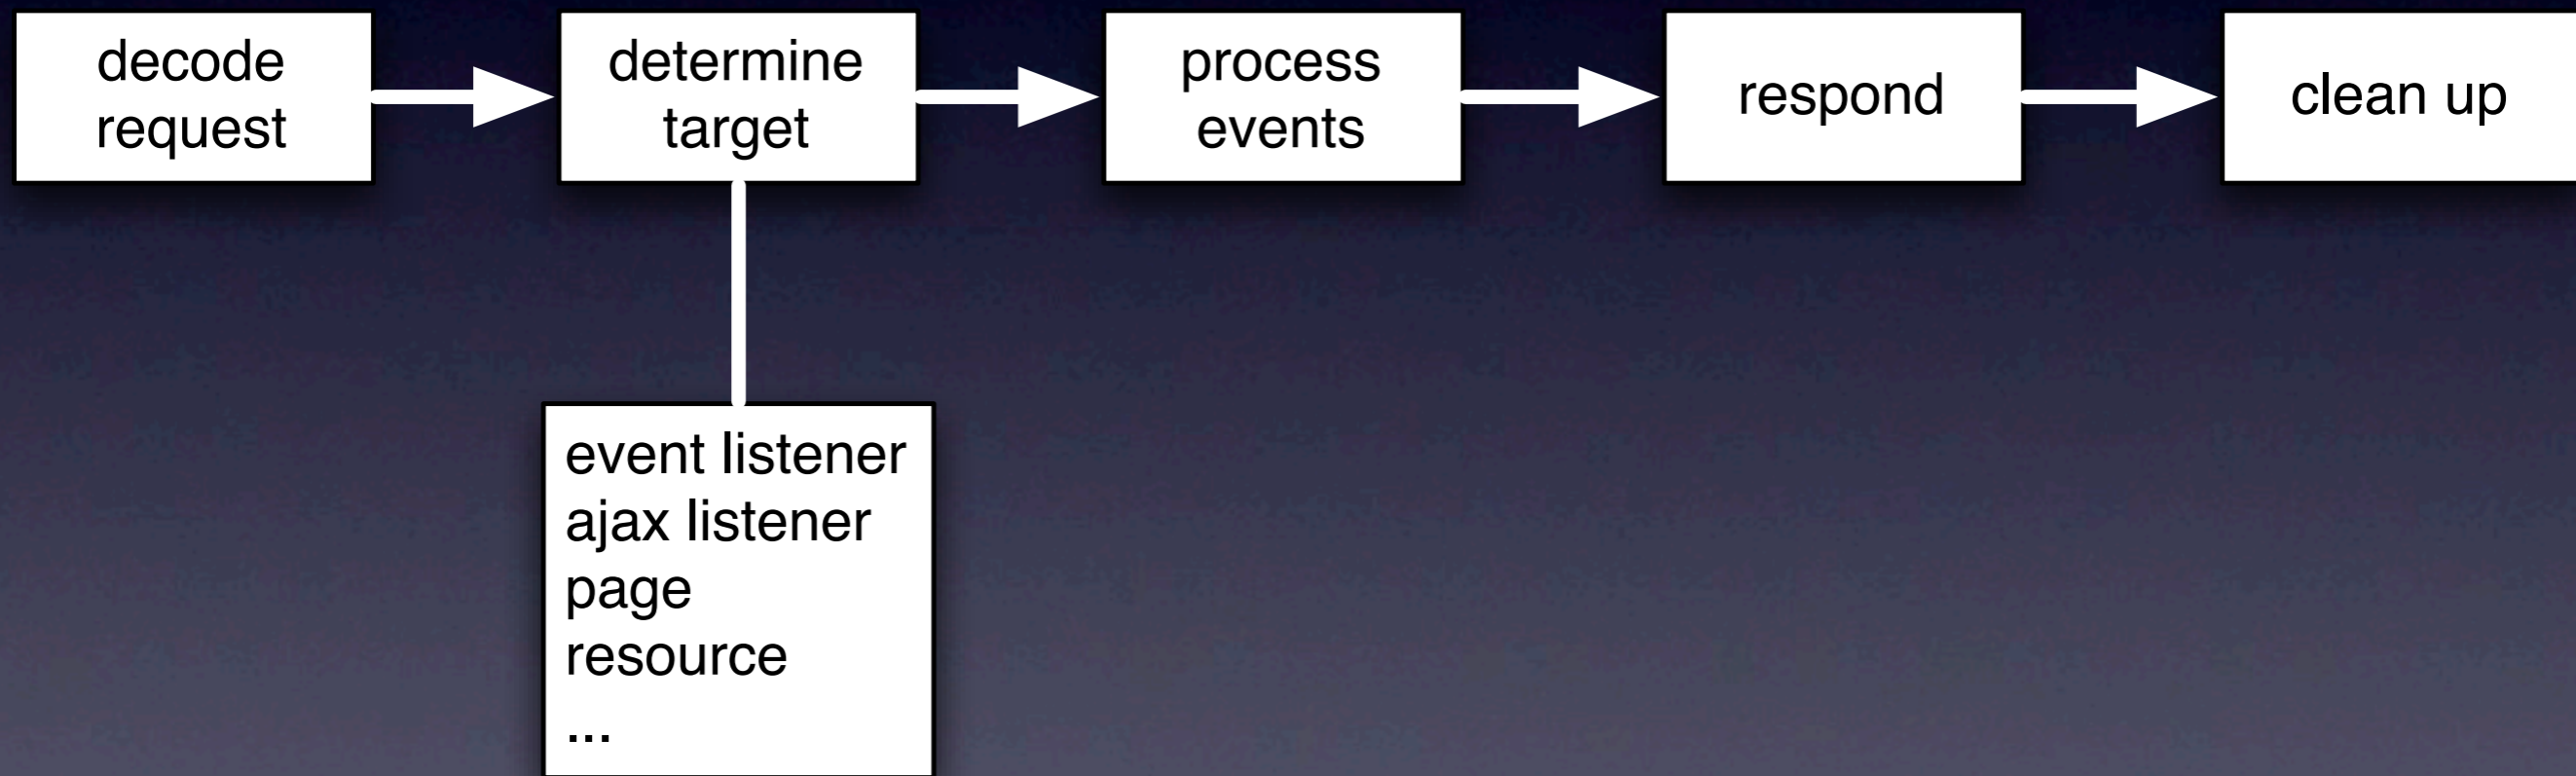 decode
request
determine
target
process
events
respond
clean up
event listener
ajax listener
page
resource
...